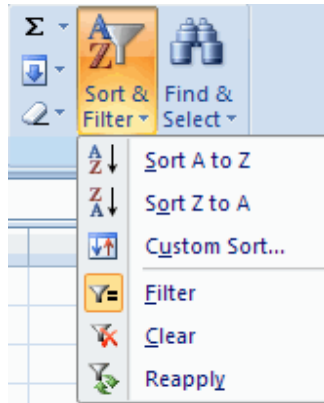 Σ
Sort & Find &
Filter Select
Sort A to Z
Sort Z to A
Custom Sort...
Filter
Clear
Reapply